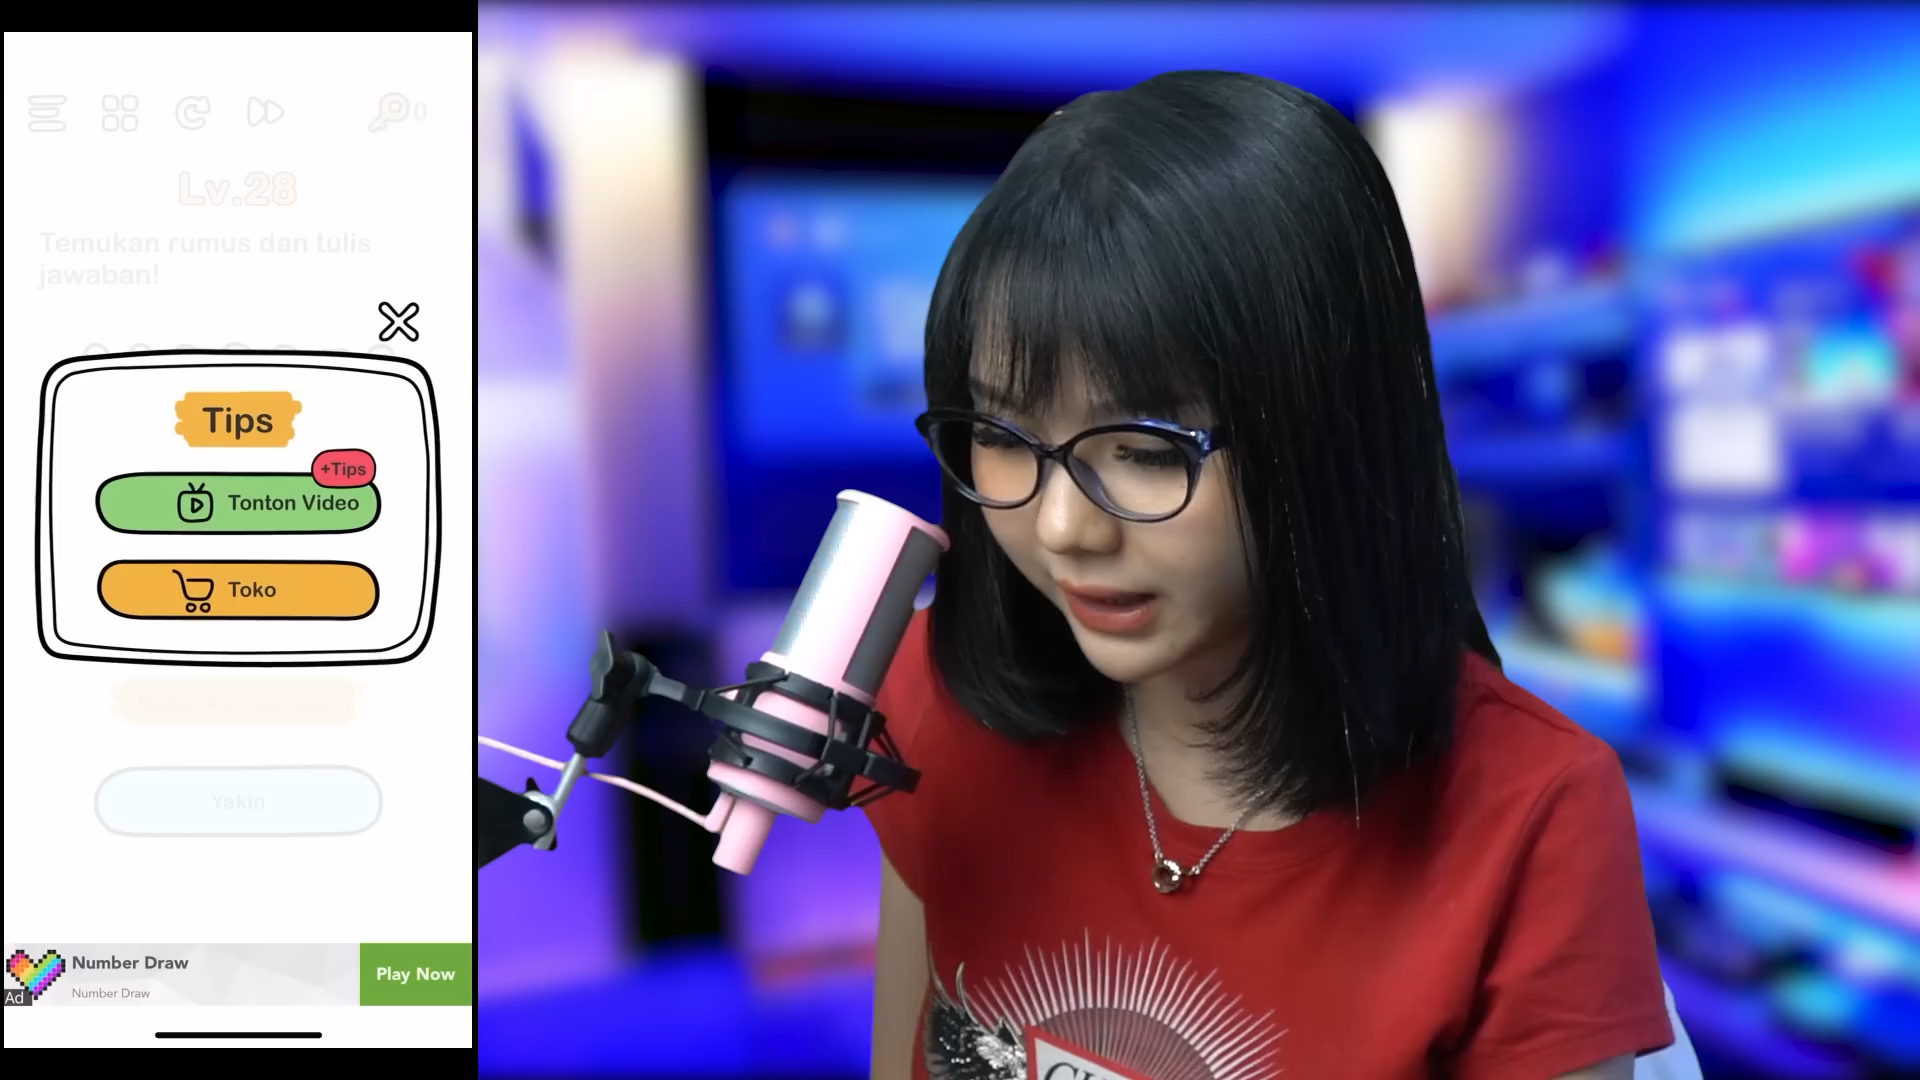 0
Lv.28
Temukan rumus dan tulis
jawaban!
Tips
+Tips
Tonton Video
Toko
Yakin
Number Draw
Number Draw
Ad
Play Now